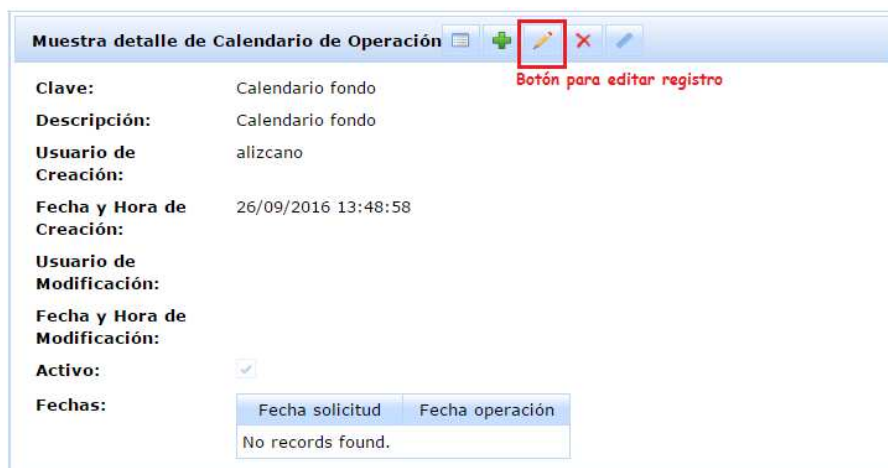 Muestra detalle de Calendario de Operación
Botón para editar registro
Clave: Calendario fondo
Descripción: Calendario fondo
Usuario de alizcano
Creación:
Fecha y Hora de 26/09/2016 13:48:58
Creación:
Usuario de
Modificación:
Fecha y Hora de
Modificación:
Activo:
Fechas: Fecha solicitud Fecha operación
No records found.